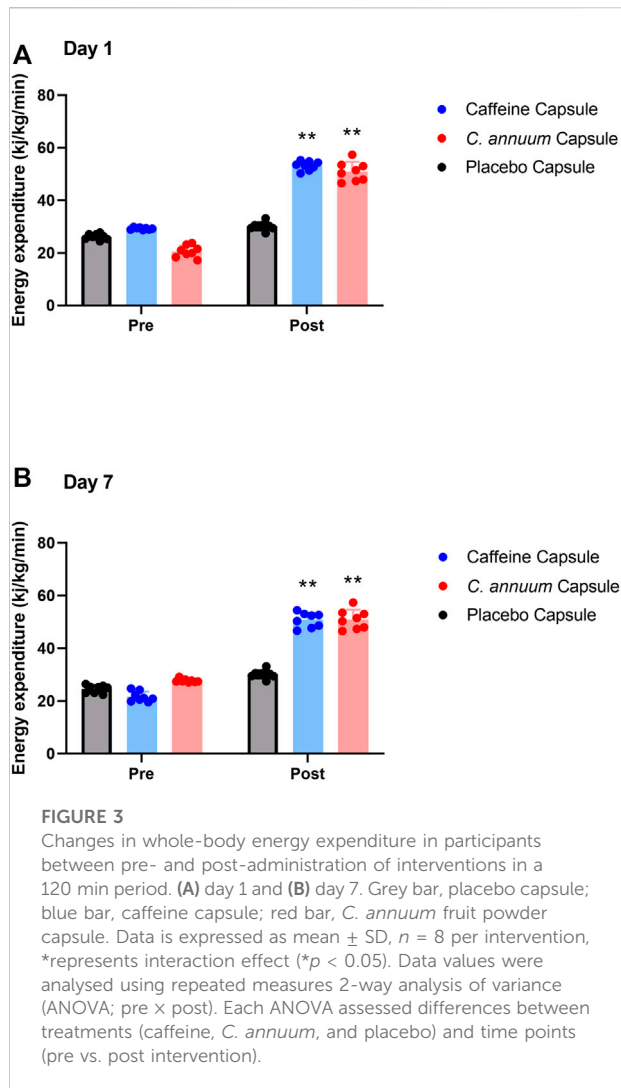 A Day 1
Energy expenditure (kj/kg/min)
80
60
40
20
0
** **
Pre Post
Caffeine Capsule
C. annuum Capsule
Placebo Capsule
B Day 7
Energy expenditure (kj/kg/min)
80
60
40
20
0
** **
Pre Post
Caffeine Capsule
C. annuum Capsule
Placebo Capsule
FIGURE 3
Changes in whole-body energy expenditure in participants
between pre- and post-administration of interventions in a
120 min period. (A) day 1 and (B) day 7. Grey bar, placebo capsule;
blue bar, caffeine capsule; red bar, C. annuum fruit powder
capsule. Data is expressed as mean ± SD, n = 8 per intervention,
*represents interaction effect (*p < 0.05). Data values were
analysed using repeated measures 2-way analysis of variance
(ANOVA; pre × post). Each ANOVA assessed differences between
treatments (caffeine, C. annuum, and placebo) and time points
(pre vs. post intervention).